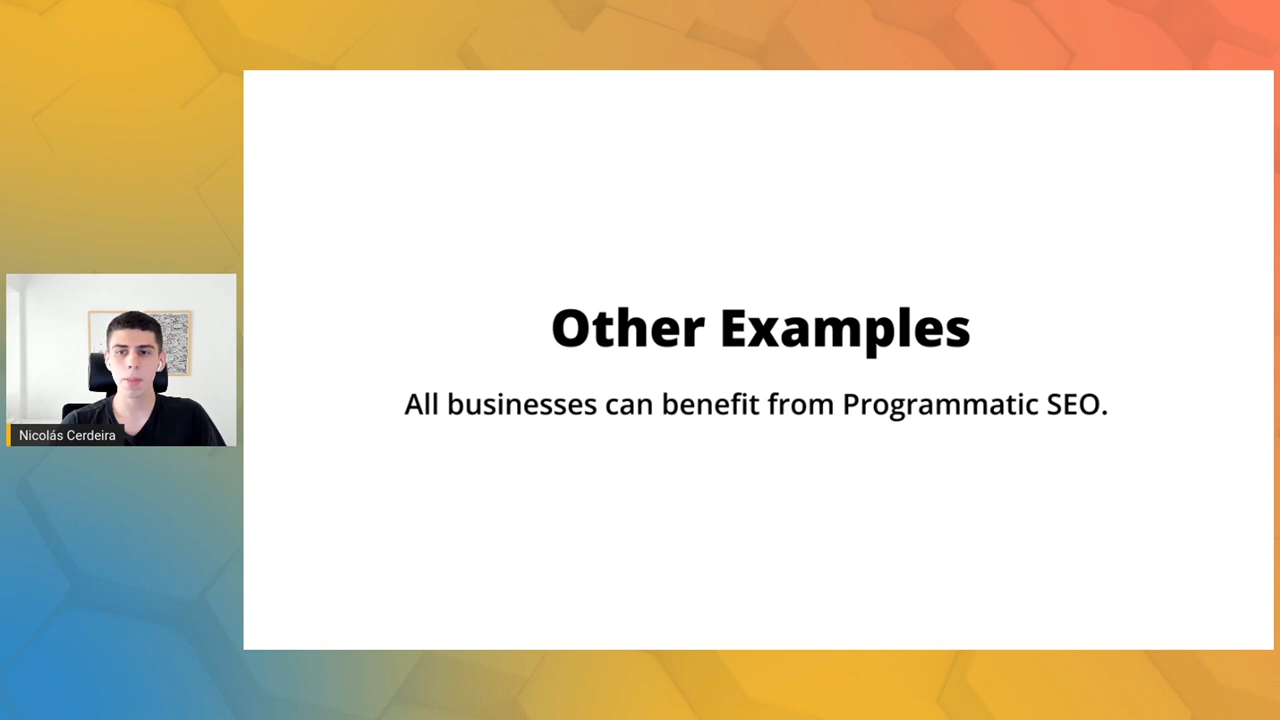 Other Examples
All businesses can benefit from Programmatic SEO.
Nicolás Cerdeira